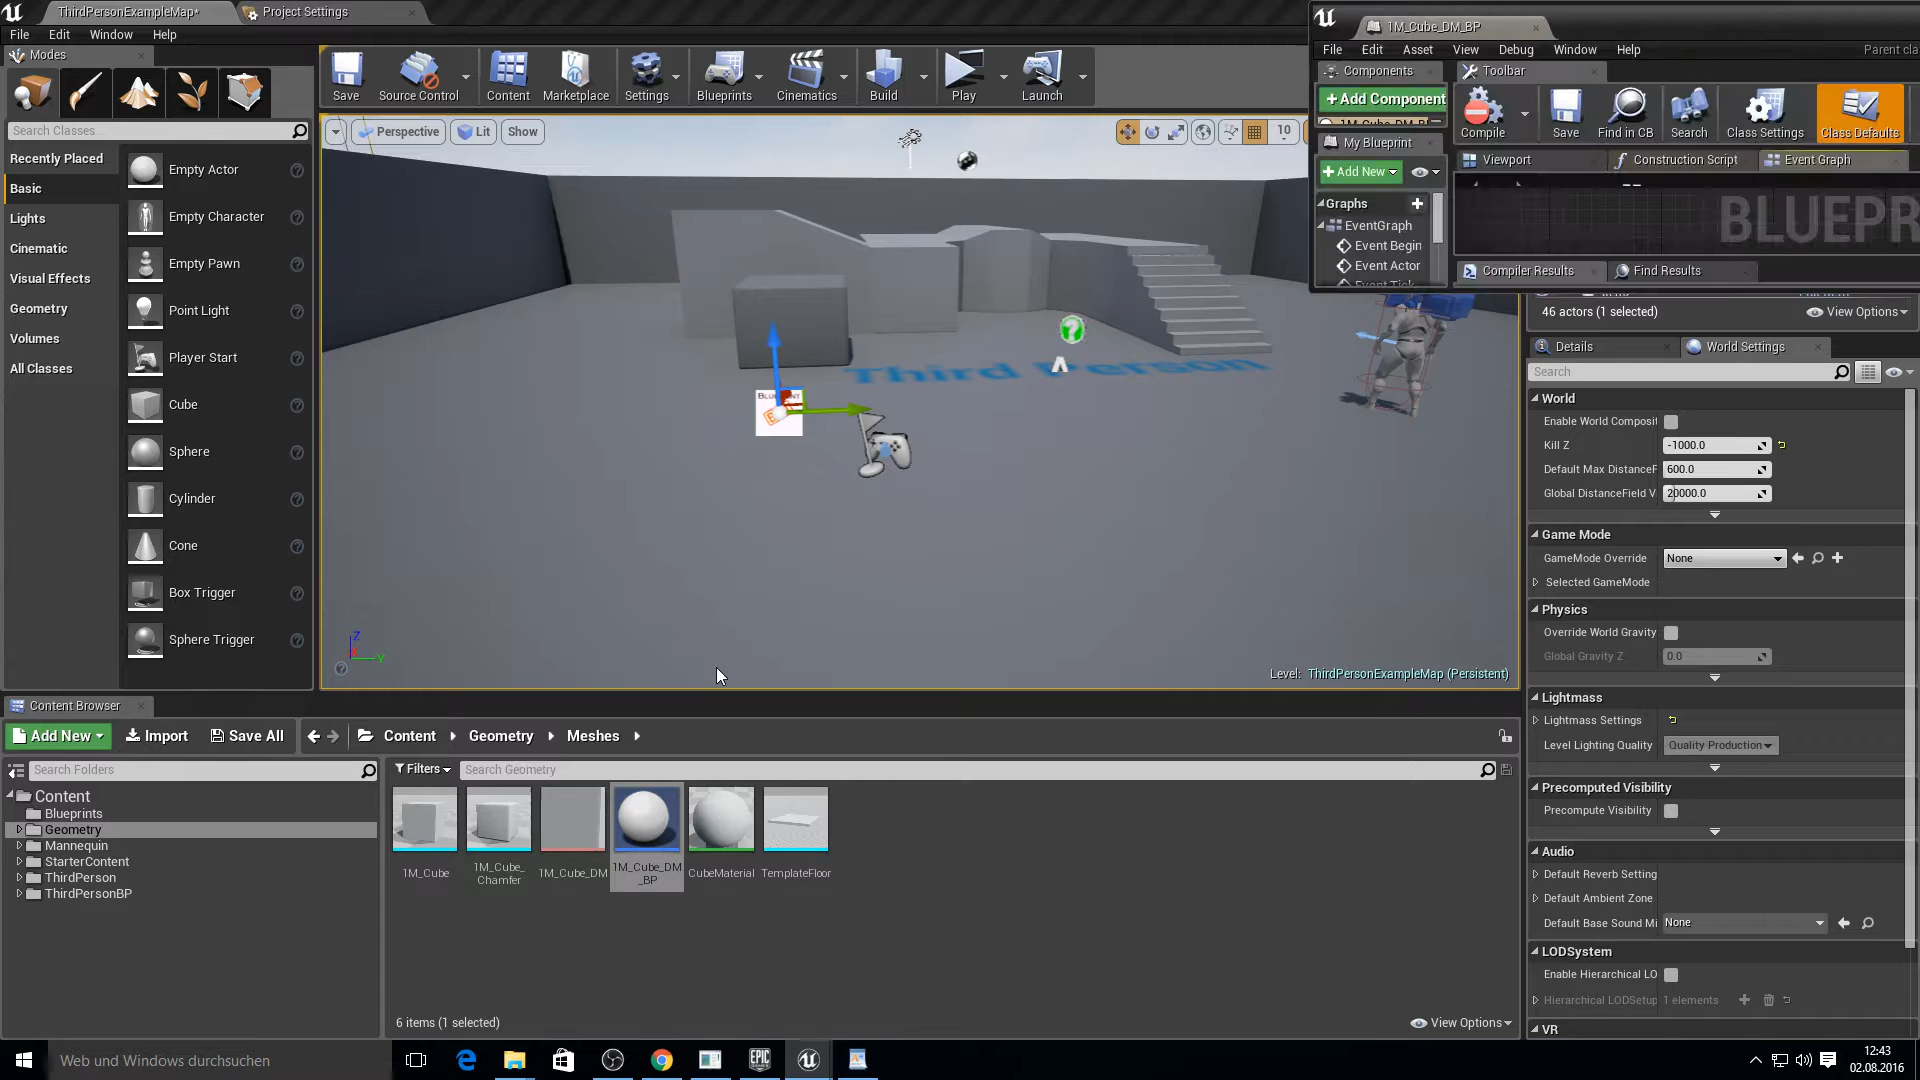 ThirdPersonExampleMap*
Project Settings
File Edit Window Help
Modes
Search Classes
Recently Placed
Basic
Lights
Cinematic
Visual Effects
Geometry
Volumes
All Classes
Empty Actor
Empty Character
Empty Pawn
Point Light
Player Start
Cube
Sphere
Cylinder
Cone
Box Trigger
Sphere Trigger
Save
Source Control
Content
Marketplace
Settings
Blueprints
Cinematics
Build
Play
Launch
Perspective
Lit
Show
10
Third Person
Level: ThirdPersonExampleMap (Persistent)
Z
Y
1M_Cube_DM_BP
File Edit Asset View Debug Window Help
Parent cla
Components
Toolbar
+Add Component
Compile
Save
Find in CB
Search
Class Settings
Class Defaults
My Blueprint
+Add New
Viewport
Construction Script
Event Graph
Graphs
EventGraph
Event Begin
Event Actor
Event Tick
BLUEPR
Compiler Results
Find Results
46 actors (1 selected)
View Options
Details
World Settings
Search
World
Enable World Composit
Kill Z -1000.0
Default Max DistanceF 600.0
Global DistanceField V 20000.0
Game Mode
GameMode Override None
Selected GameMode
Physics
Override World Gravity
Global Gravity Z 0.0
Lightmass
Lightmass Settings
Level Lighting Quality Quality Production
Precomputed Visibility
Precompute Visibility
Audio
Default Reverb Setting
Default Ambient Zone
Default Base Sound Mi None
LODSystem
Enable Hierarchical LO
Hierarchical LODSetup 1 elements
VR
Content Browser
Add New
Import
Save All
Content
Geometry
Meshes
Search Folders
Content
Blueprints
Geometry
Mannequin
StarterContent
ThirdPerson
ThirdPersonBP
Filters
Search Geometry
1M_Cube
1M_Cube_
Chamfer
1M_Cube_DM
1M_Cube_DM
_BP
CubeMaterial
TemplateFloor
6 items (1 selected)
View Options
Web und Windows durchsuchen
EPIC
12:43
02.08.2016